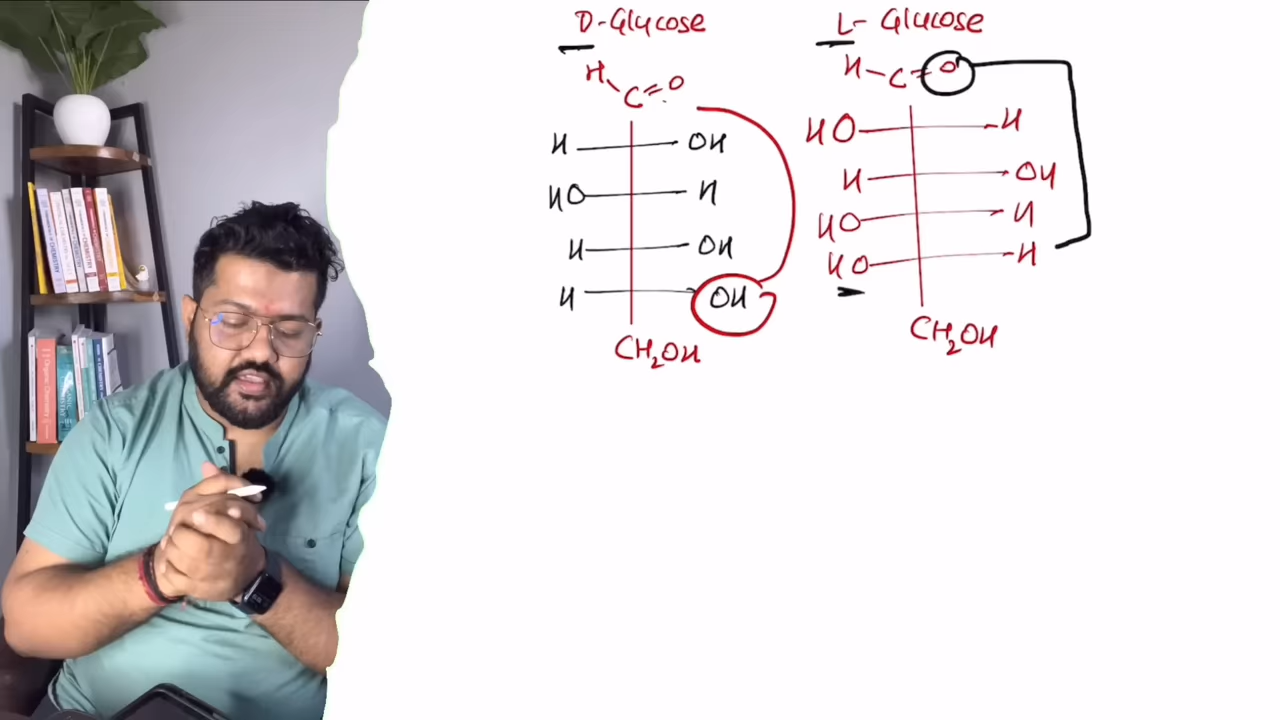 D-Glucose
H C=O
H OH
HO H
H OH
H OH
CH2OH
L- Glucose
H-C=O
HO H
H OH
HO H
HO H
CH2OH